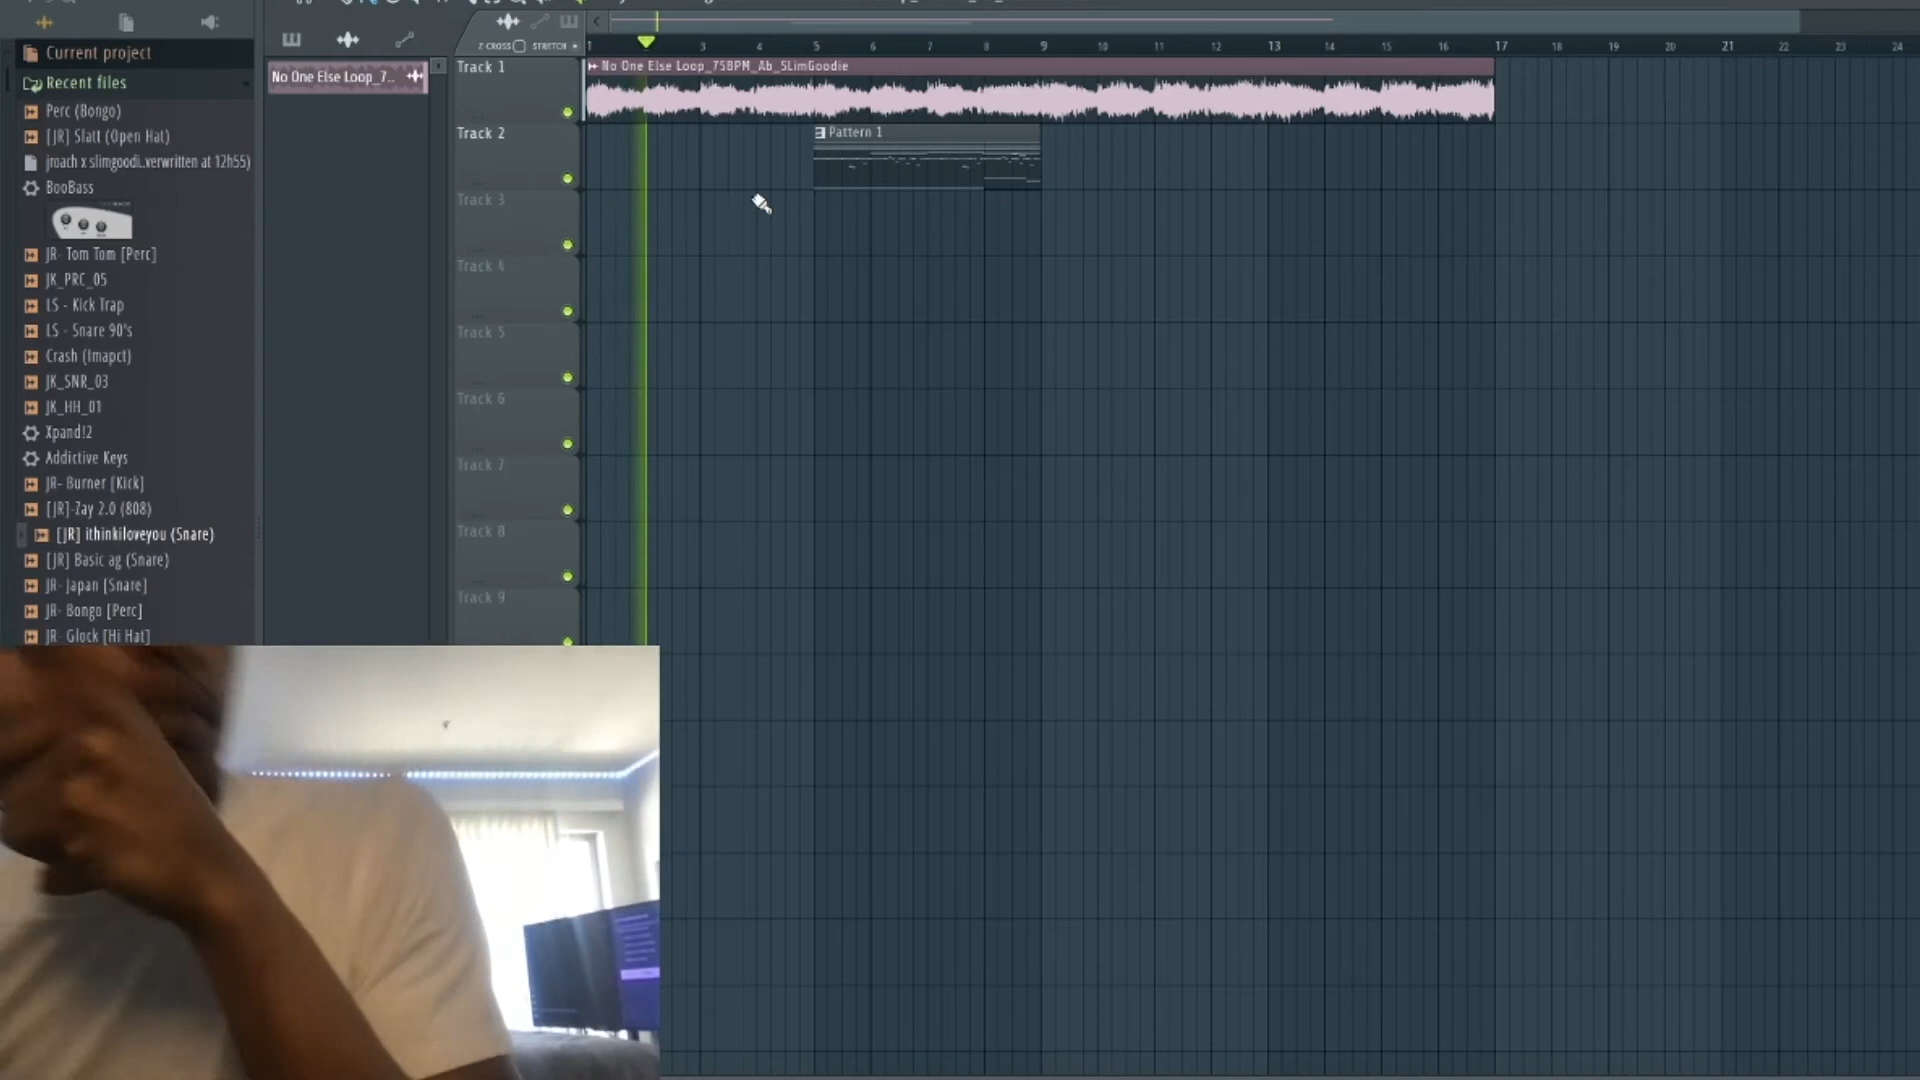 Current project
Recent files
Perc (Bongo)
[JR] Slatt (Open Hat)
jroach x slimgoodi..verwritten at 12h55)
BooBass
JR- Tom Tom [Perc]
JK_PRC_05
LS - Kick Trap
LS - Snare 90's
Crash (Imapct)
JK_SNR_03
JK_HH_01
Xpand!2
Addictive Keys
JR- Burner [Kick]
[JR]-Zay 2.0 (808)
[JR] ithinkiloveyou (Snare)
[JR] Basic ag (Snare)
JR- Japan [Snare]
JR- Bongo [Perc]
JR- Glock [Hi Hat]
No One Else Loop_7...
Z CROSS STRETCH
1 3 4 5 6 7 8 9 10 11 12 13 14 15 16 17 18 19 20 21 22 23 24
Track 1
No One Else Loop_75BPM_Ab_SLimGoodie
Track 2
Pattern 1
Track 3
Track 4
Track 5
Track 6
Track 7
Track 8
Track 9